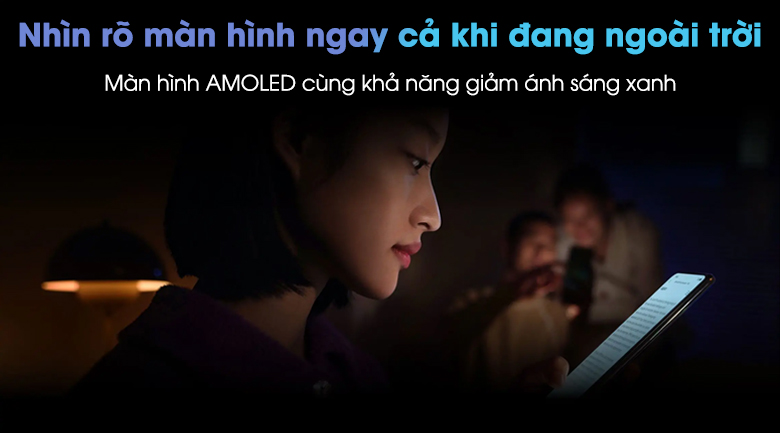 Nhìn rõ màn hình ngay cả khi đang ngoài trời
Màn hình AMOLED cùng khả năng giảm ánh sáng xanh